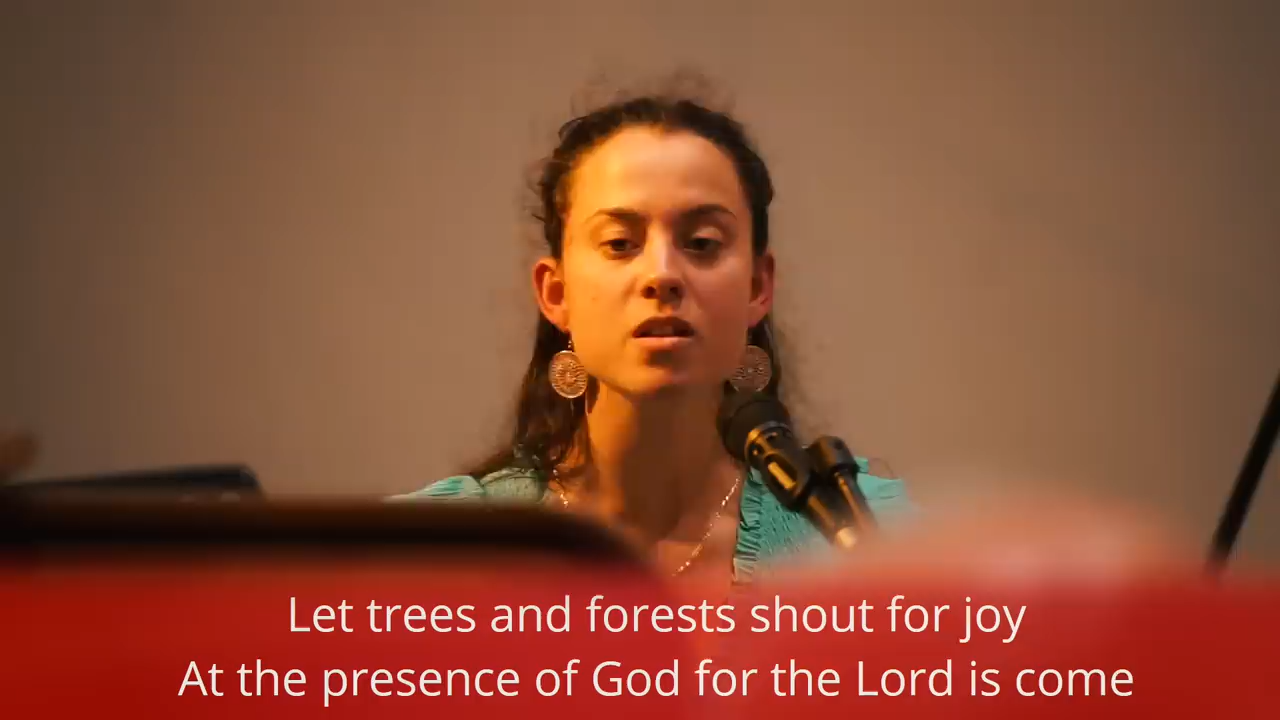 Let trees and forests shout for joy
At the presence of God for the Lord is come